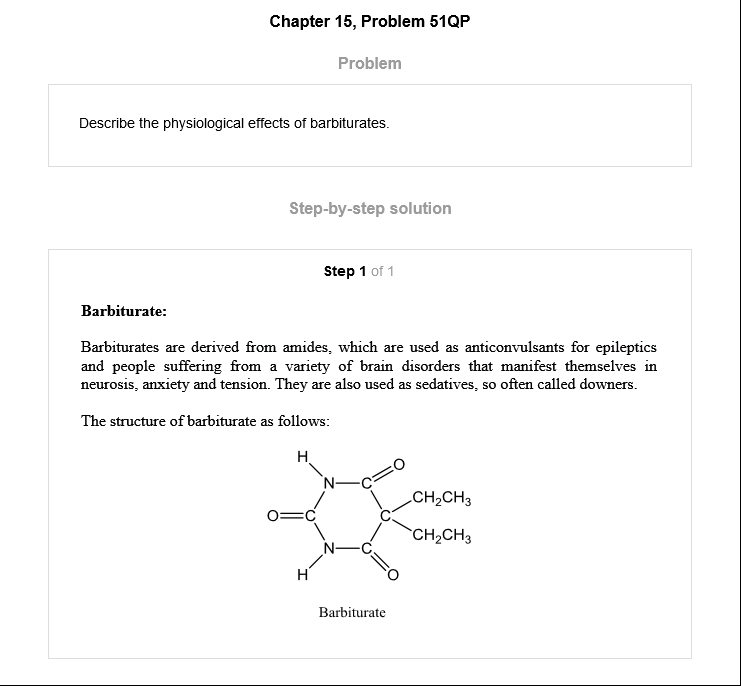 Chapter 15, Problem 51QP
Problem
Describe the physiological effects of barbiturates.
Step-by-step solution
Step 1 of 1
Barbiturate:
Barbiturates are derived from amides, which are used as anticonvulsants for epileptics
and people suffering from a variety of brain disorders that manifest themselves in
neurosis, anxiety and tension. They are also used as sedatives, so often called downers.
The structure of barbiturate as follows:
H
O
N—C
CH₂CH₃
O=C
C
CH₂CH₃
N—C
H
O
Barbiturate